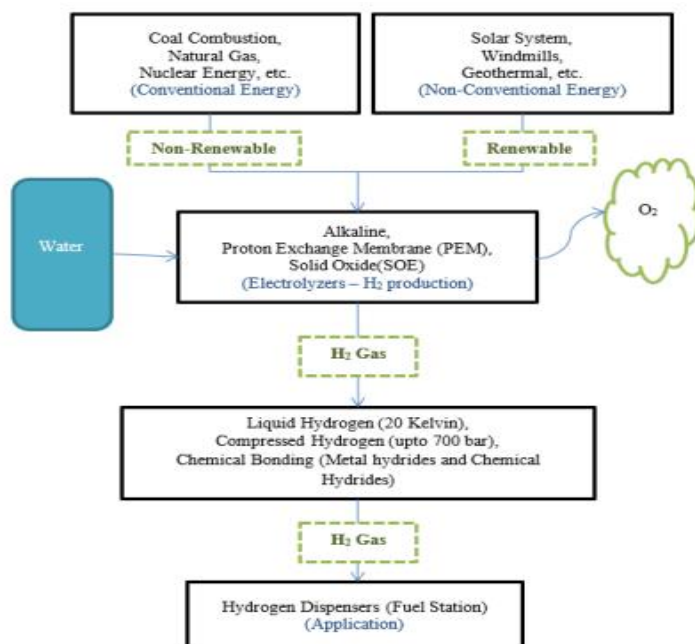 Coal Combustion,
Natural Gas,
Nuclear Energy, etc.
(Conventional Energy)
Solar System,
Windmills,
Geothermal, etc.
(Non-Conventional Energy)
Non-Renewable
Renewable
Water
Alkaline,
Proton Exchange Membrane (PEM),
Solid Oxide(SOE)
(Electrolyzers – H₂ production)
O₂
H₂ Gas
Liquid Hydrogen (20 Kelvin),
Compressed Hydrogen (upto 700 bar),
Chemical Bonding (Metal hydrides and Chemical
Hydrides)
H₂ Gas
Hydrogen Dispensers (Fuel Station)
(Application)